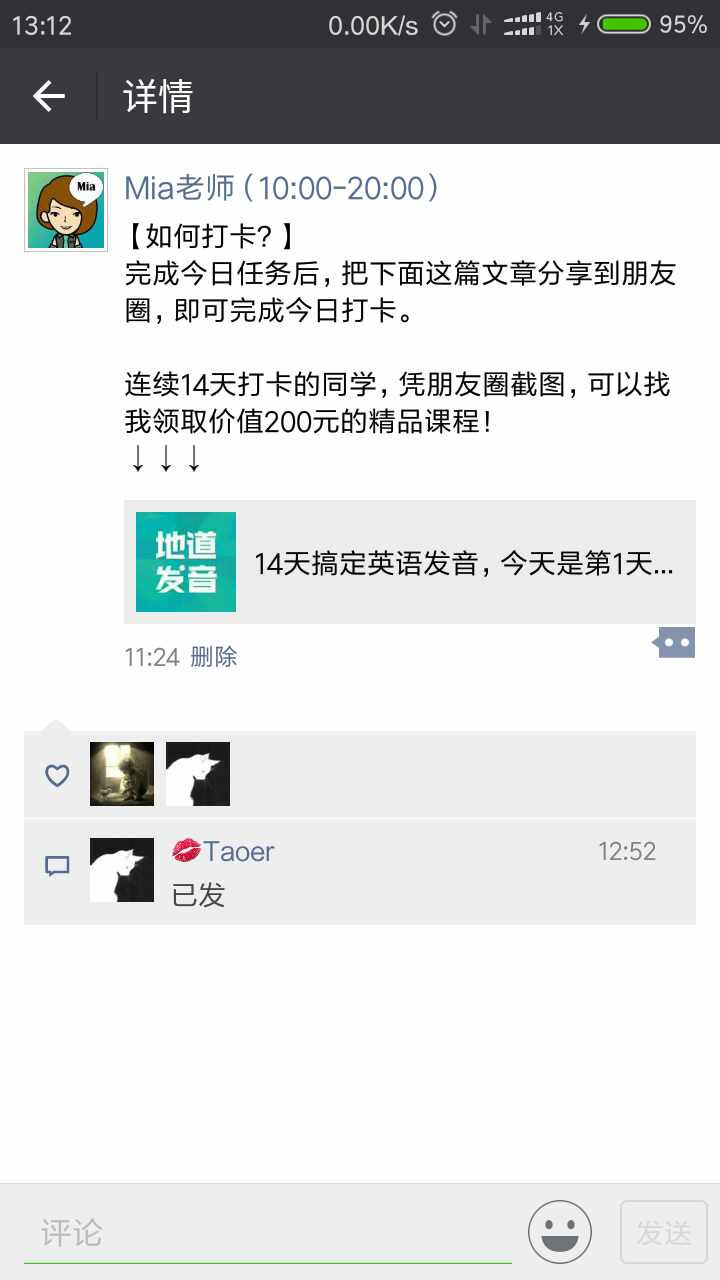 13:12 0.00K/s 4G 1X 95%
详情
Mia
Mia老师(10:00-20:00)
【如何打卡?】
完成今日任务后,把下面这篇文章分享到朋友
圈,即可完成今日打卡。
连续14天打卡的同学,凭朋友圈截图,可以找
我领取价值200元的精品课程!
↓ ↓ ↓
地道
发音
14天搞定英语发音,今天是第1天...
11:24 删除
💋Taoer 12:52
已发
评论 发送